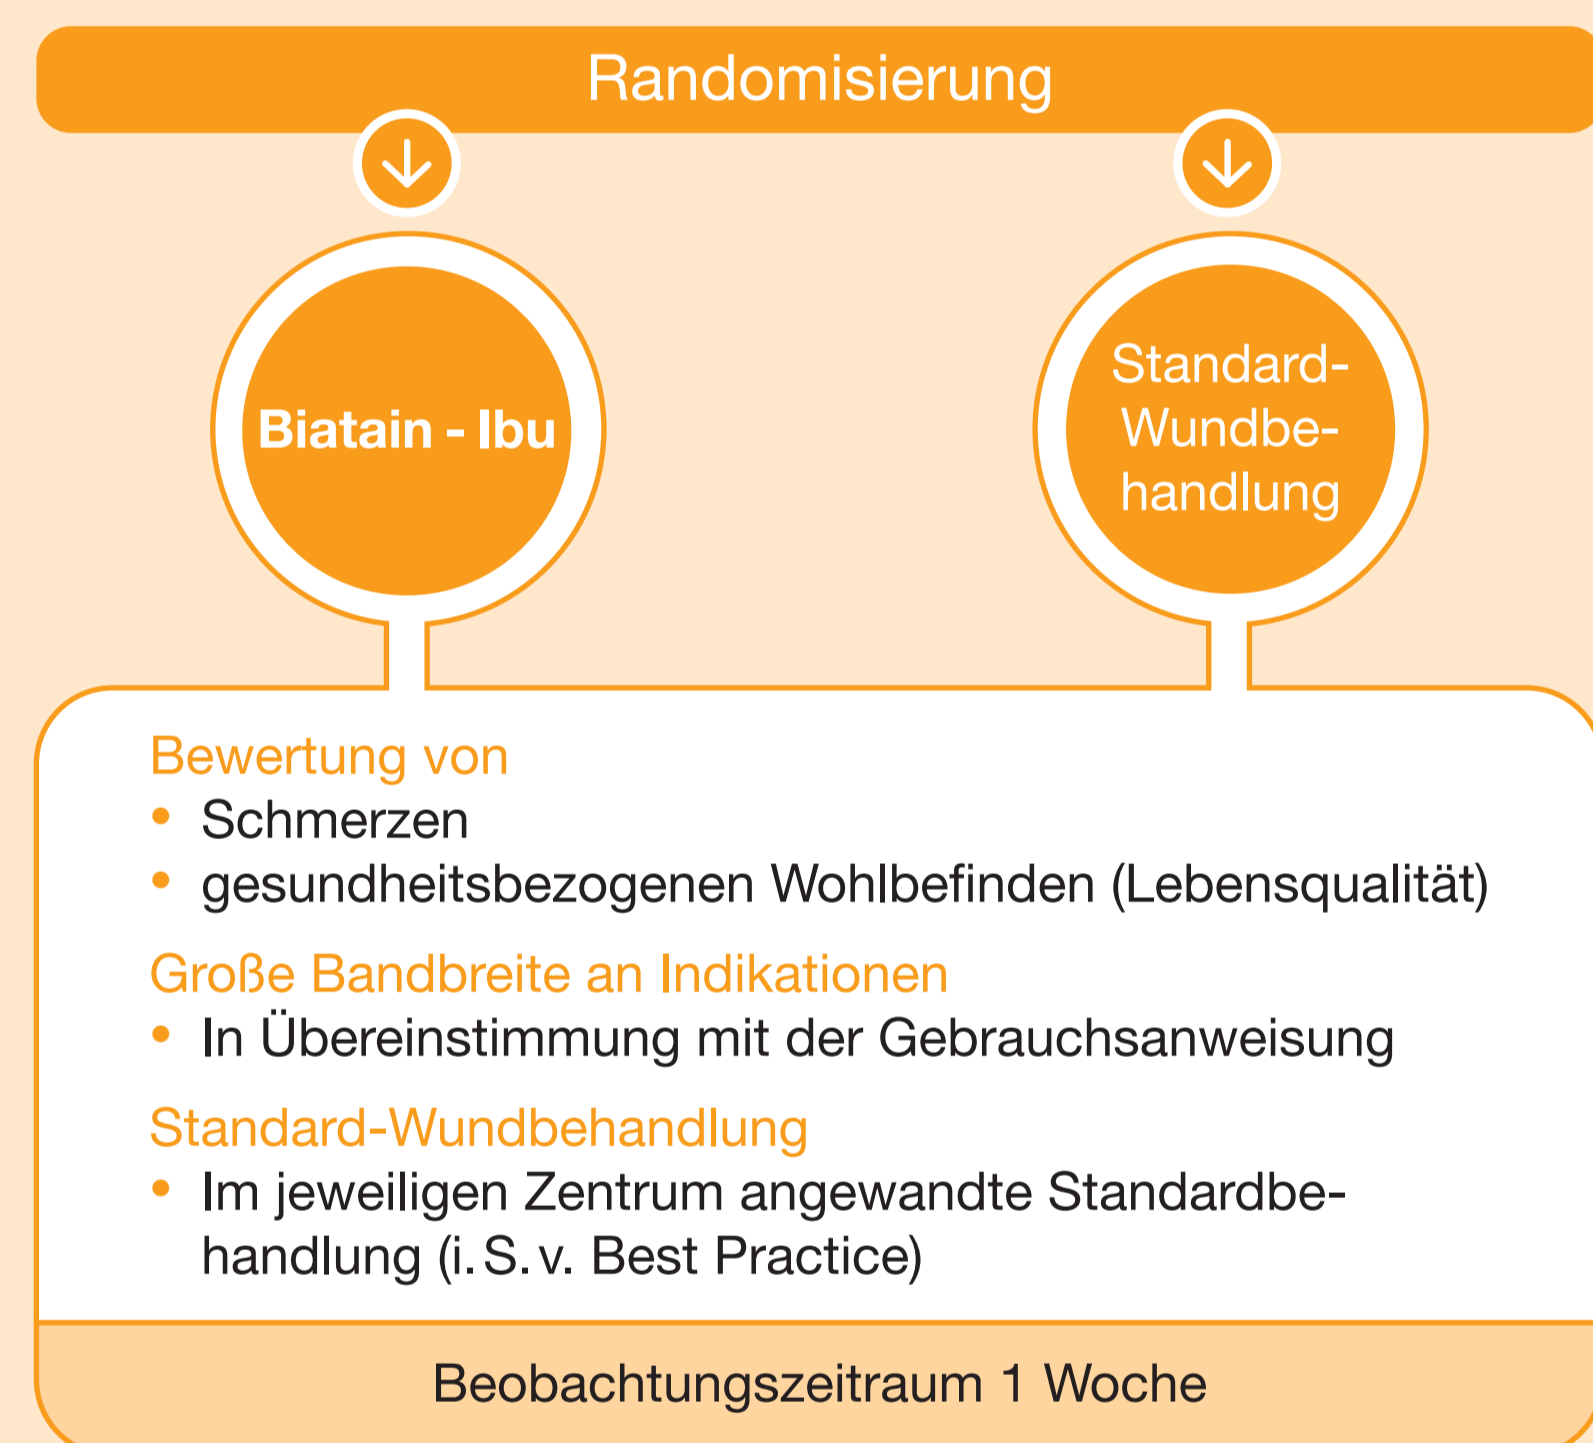 Randomisierung
Biatain - Ibu
Standard-
Wundbe-
handlung
Bewertung von
• Schmerzen
• gesundheitsbezogenen Wohlbefinden (Lebensqualität)
Große Bandbreite an Indikationen
• In Übereinstimmung mit der Gebrauchsanweisung
Standard-Wundbehandlung
• Im jeweiligen Zentrum angewandte Standardbe-
handlung (i. S. v. Best Practice)
Beobachtungszeitraum 1 Woche